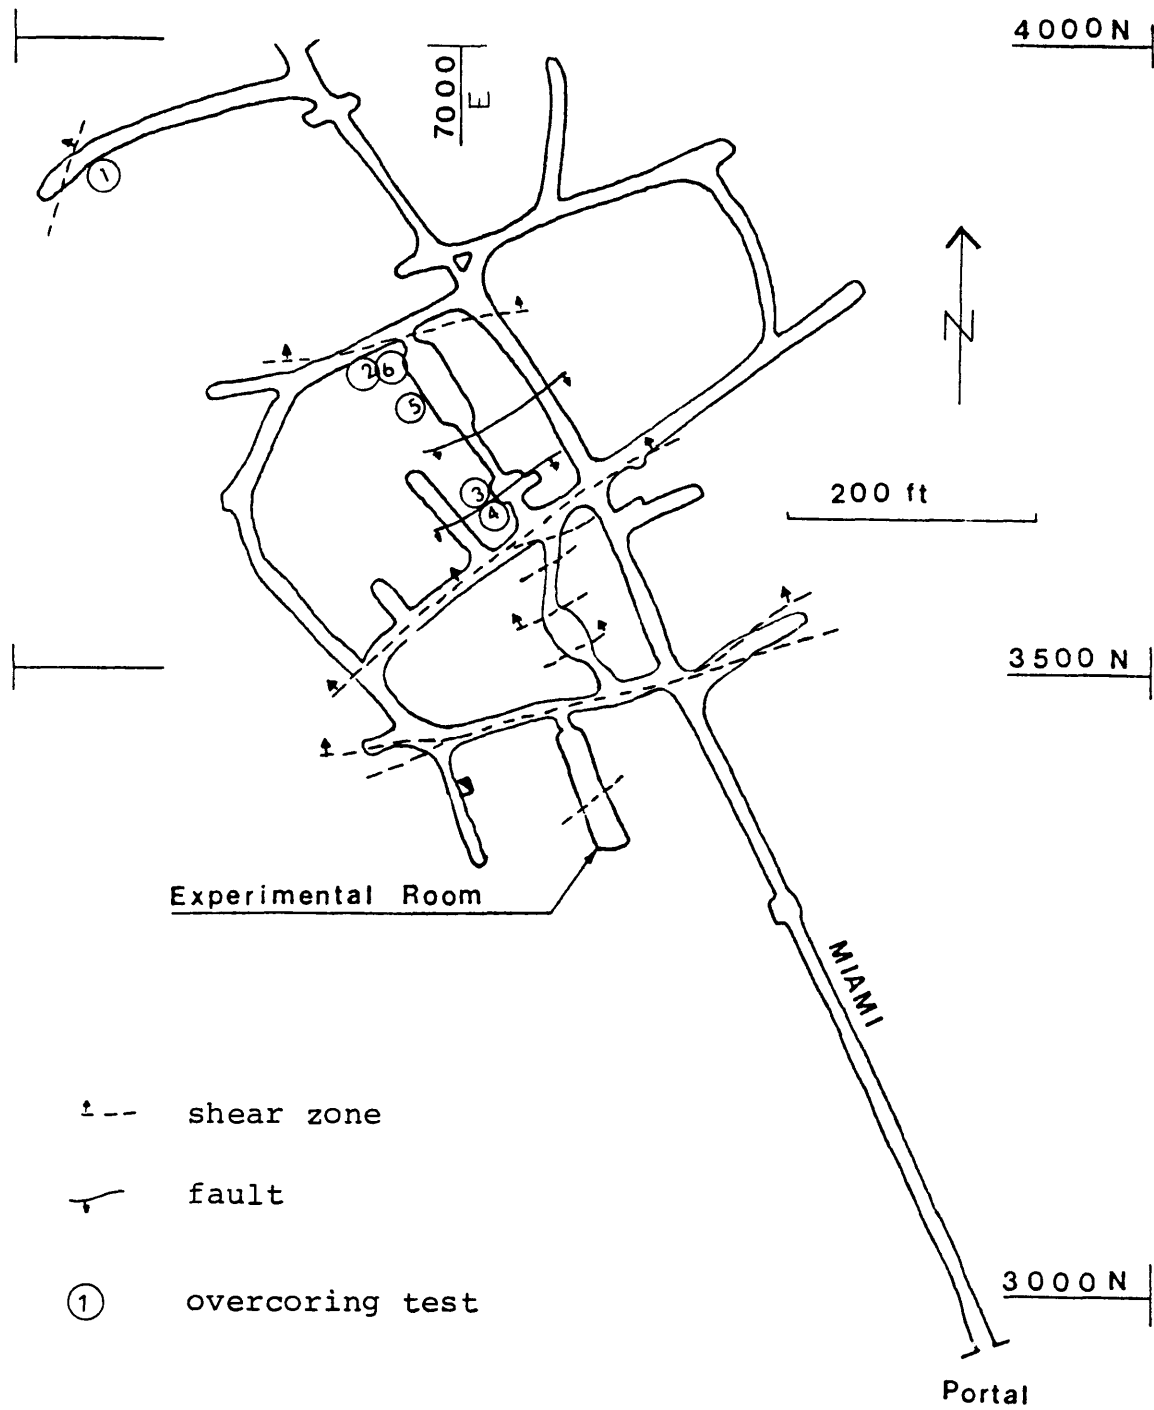 4000N
7000
E
1
N
2
6
5
3
4
200 ft
3500 N
Experimental Room
MIAMI
shear zone
fault
1 overcoring test
3000 N
Portal